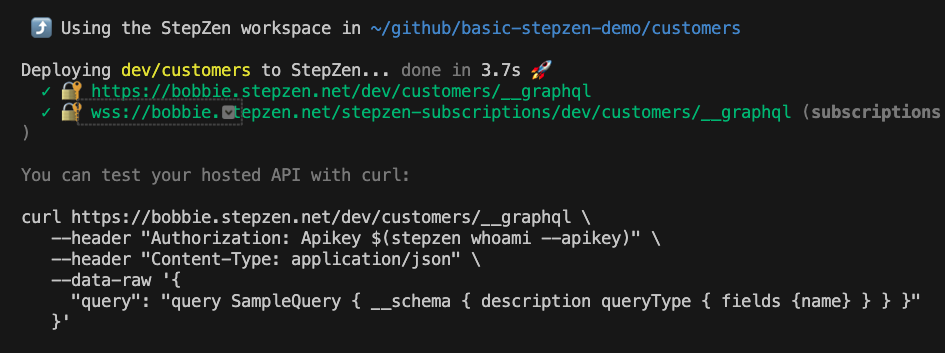 ⤴️ Using the StepZen workspace in ~/github/basic-stepzen-demo/customers
Deploying dev/customers to StepZen... done in 3.7s 🚀
✓ 🔐 https://bobbie.stepzen.net/dev/customers/__graphql
✓ 🔐 wss://bobbie.stepzen.net/stepzen-subscriptions/dev/customers/__graphql (subscriptions
)
You can test your hosted API with curl:
curl https://bobbie.stepzen.net/dev/customers/__graphql \
--header "Authorization: Apikey $(stepzen whoami --apikey)" \
--header "Content-Type: application/json" \
--data-raw '{
"query": "query SampleQuery { __schema { description queryType { fields {name} } } }"
}'